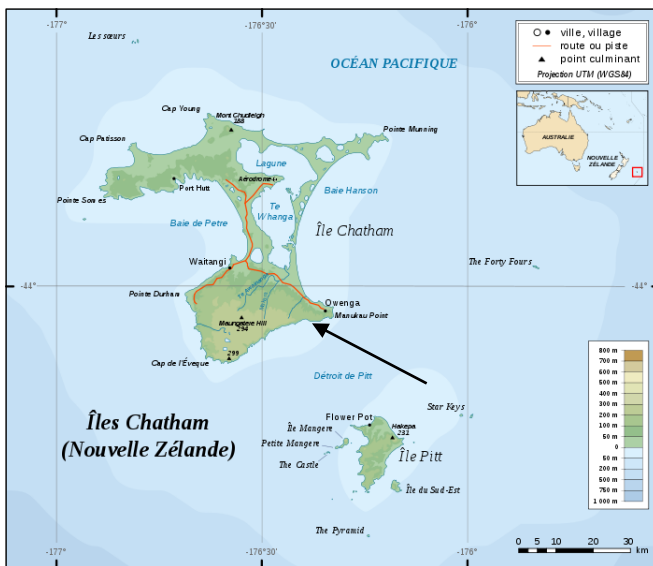 -177°
-176°30'
-176°
Les sœurs
OCÉAN PACIFIQUE
ville, village
route ou piste
point culminant
Projection UTM (WGS84)
AUSTRALIE
NOUVELLE
ZÉLANDE
Cap Young
Mont Chudleigh
188
Cap Patisson
Pointe Munning
Lagune
Aérodrome
Port Hutt
Baie Hanson
Te
Whanga
Pointe Somes
Baie de Petre
Île Chatham
Waitangi
The Forty Fours
-44°
-44°
Pointe Durham
Owenga
Manukau Point
Maungatere Hill
294
299
Cap de l'Éveque
Détroit de Pitt
Îles Chatham
(Nouvelle Zélande)
Star Keys
Flower Pot
Hakepa
231
Île Mangere
Petite Mangere
The Castle
Île Pitt
Île du Sud-Est
The Pyramid
800 m
700 m
600 m
500 m
400 m
300 m
200 m
100 m
50 m
0
50 m
200 m
500 m
750 m
1 000 m
0 5 10 20 30
km
-177°
-176°30'
-176°